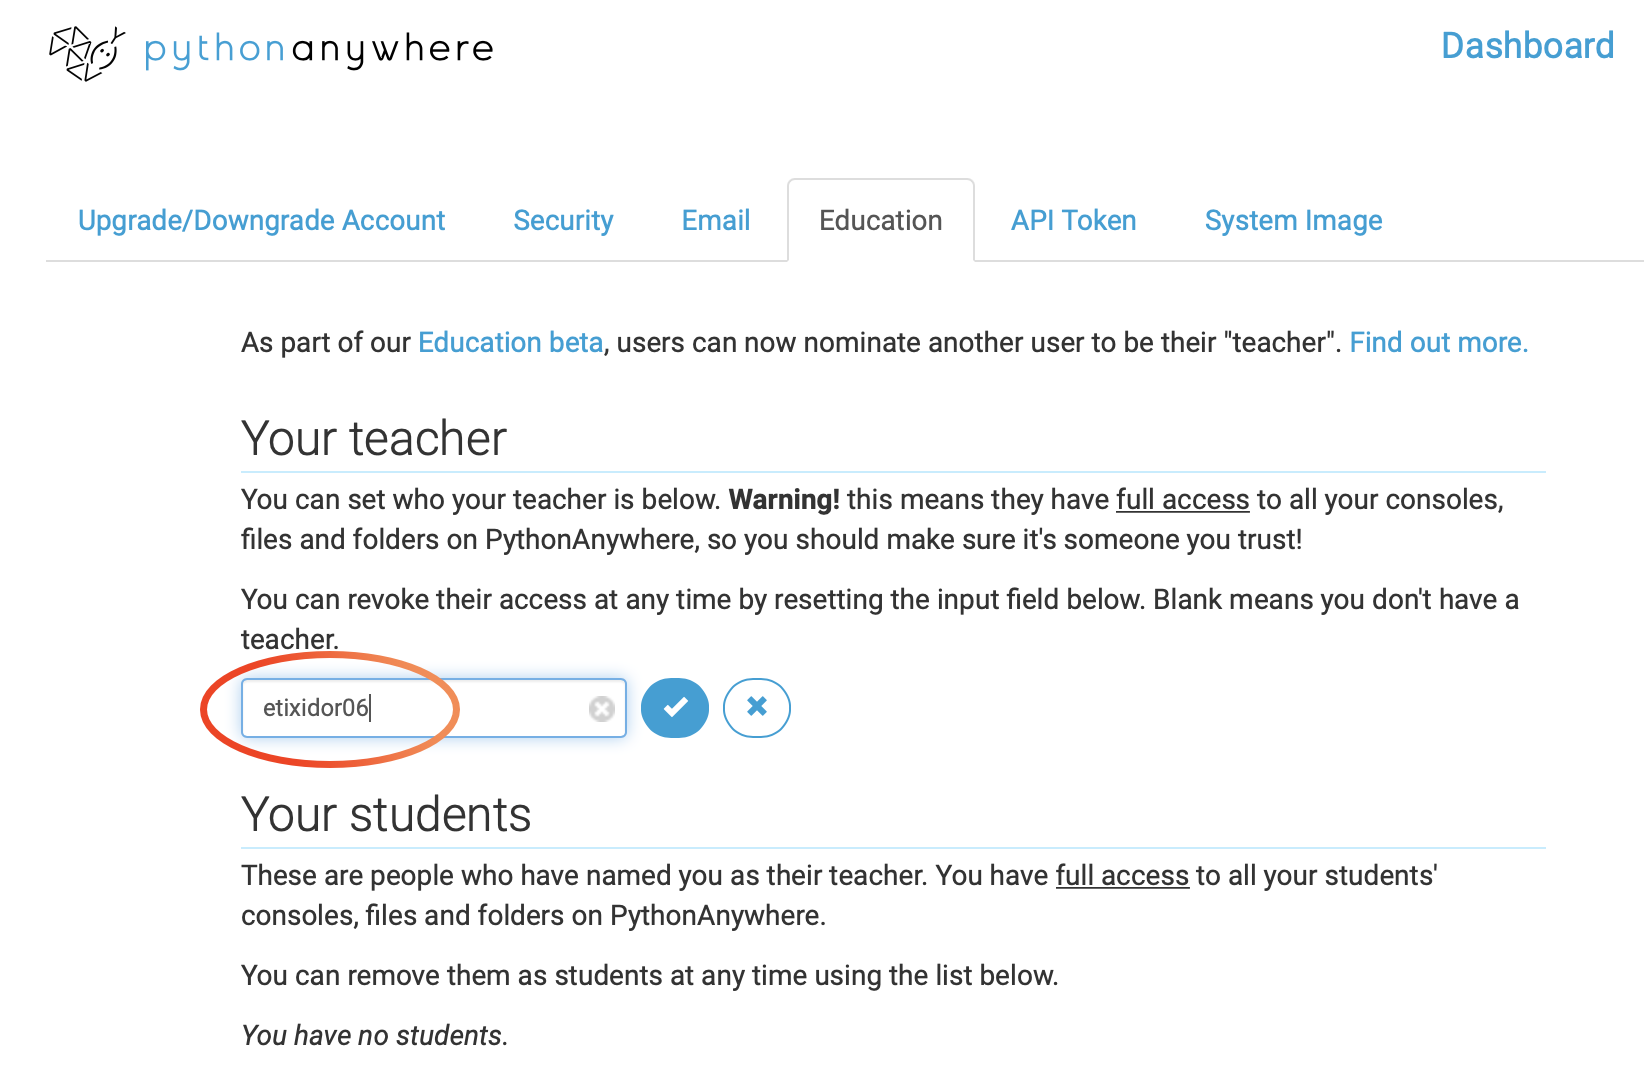 pythonanywhere
Dashboard
Upgrade/Downgrade Account Security Email Education API Token System Image
As part of our Education beta, users can now nominate another user to be their "teacher". Find out more.
Your teacher
You can set who your teacher is below. Warning! this means they have full access to all your consoles,
files and folders on PythonAnywhere, so you should make sure it's someone you trust!
You can revoke their access at any time by resetting the input field below. Blank means you don't have a
teacher.
etixidor06
Your students
These are people who have named you as their teacher. You have full access to all your students'
consoles, files and folders on PythonAnywhere.
You can remove them as students at any time using the list below.
You have no students.